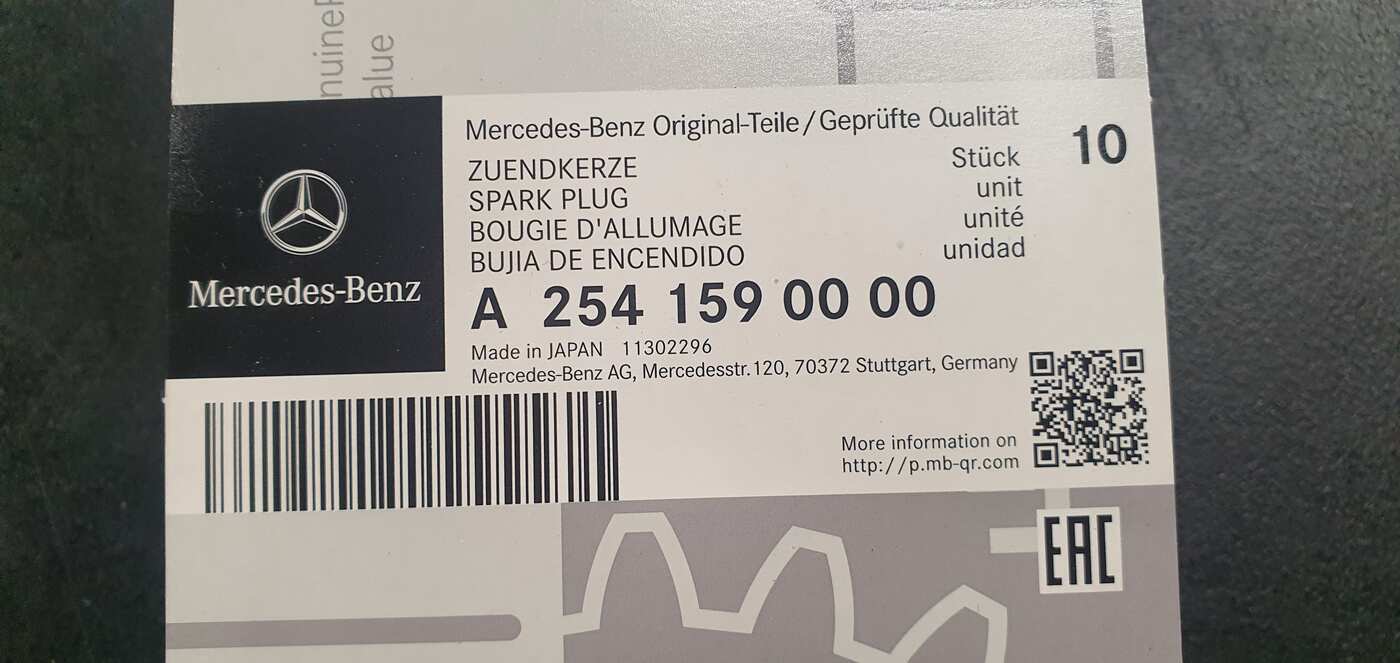 nuine
alue
Mercedes-Benz Original-Teile/Geprüfte Qualität
ZUENDKERZE Stück 10
SPARK PLUG unit
BOUGIE D'ALLUMAGE unité
BUJIA DE ENCENDIDO unidad
Mercedes-Benz
A 254 159 00 00
Made in JAPAN 11302296
Mercedes-Benz AG, Mercedesstr.120, 70372 Stuttgart, Germany
More information on
http://p.mb-qr.com
EAC